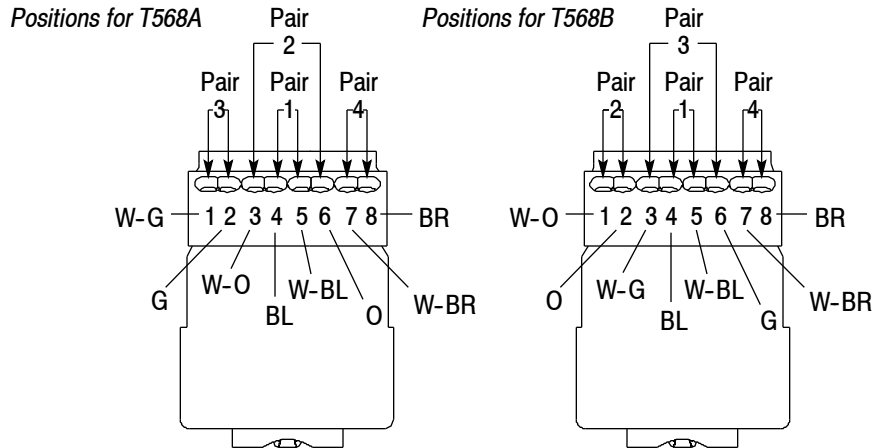 Positions for T568A
Pair
2
Pair
3
Pair
1
Pair
4
W-G
1 2 3 4 5 6 7 8
BR
G
W-O
BL
W-BL
O
W-BR
Positions for T568B
Pair
3
Pair
2
Pair
1
Pair
4
W-O
1 2 3 4 5 6 7 8
BR
O
W-G
BL
W-BL
G
W-BR